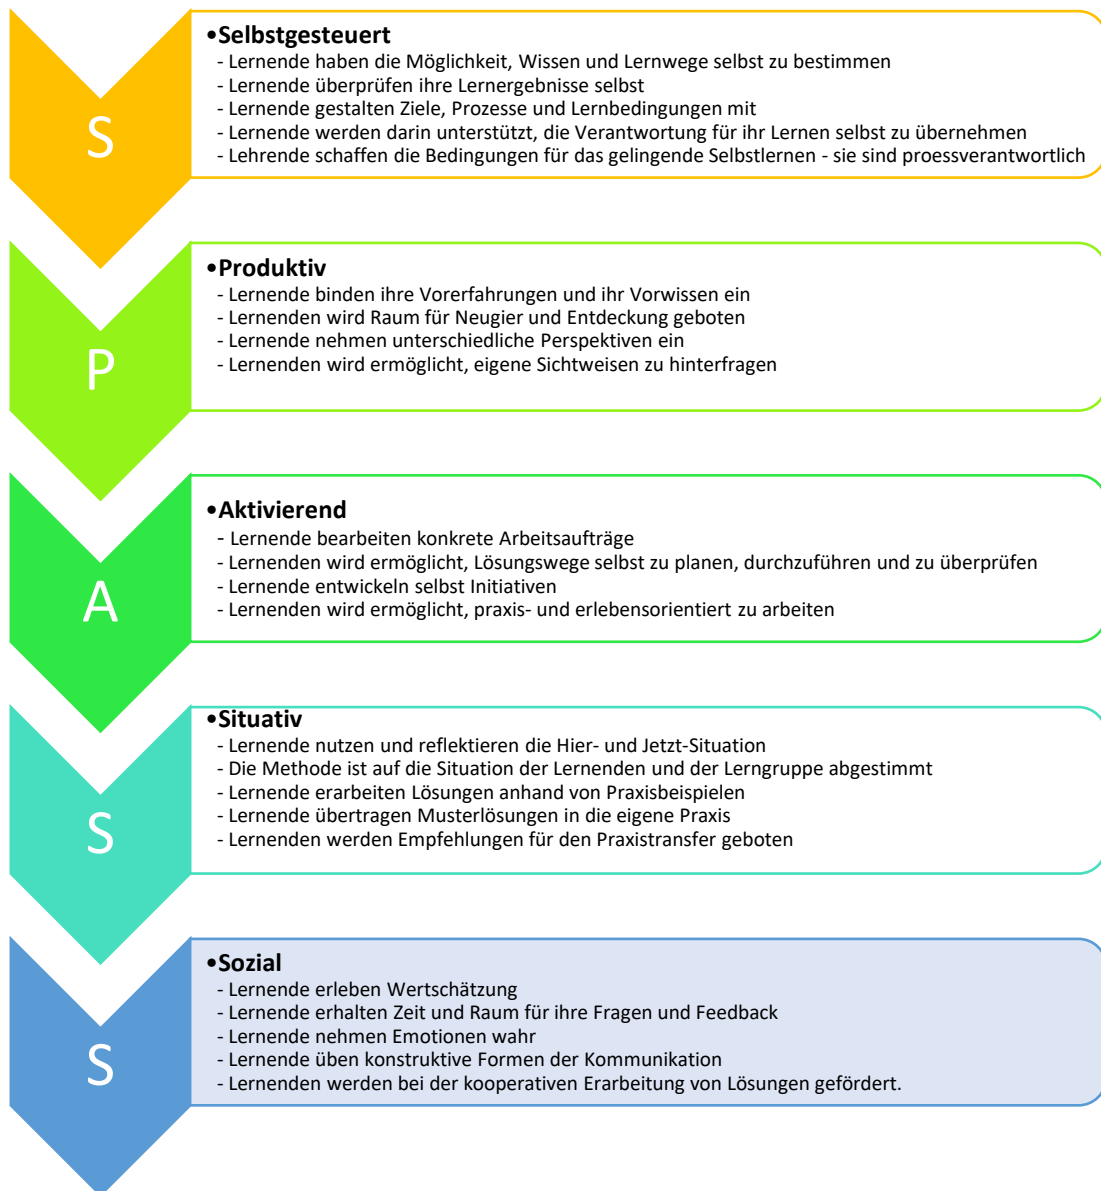 S
•Selbstgesteuert
- Lernende haben die Möglichkeit, Wissen und Lernwege selbst zu bestimmen
- Lernende überprüfen ihre Lernergebnisse selbst
- Lernende gestalten Ziele, Prozesse und Lernbedingungen mit
- Lernende werden darin unterstützt, die Verantwortung für ihr Lernen selbst zu übernehmen
- Lehrende schaffen die Bedingungen für das gelingende Selbstlernen - sie sind proessverantwortlich
P
•Produktiv
- Lernende binden ihre Vorerfahrungen und ihr Vorwissen ein
- Lernenden wird Raum für Neugier und Entdeckung geboten
- Lernende nehmen unterschiedliche Perspektiven ein
- Lernenden wird ermöglicht, eigene Sichtweisen zu hinterfragen
A
•Aktivierend
- Lernende bearbeiten konkrete Arbeitsaufträge
- Lernenden wird ermöglicht, Lösungswege selbst zu planen, durchzuführen und zu überprüfen
- Lernende entwickeln selbst Initiativen
- Lernenden wird ermöglicht, praxis- und erlebensorientiert zu arbeiten
S
•Situativ
- Lernende nutzen und reflektieren die Hier- und Jetzt-Situation
- Die Methode ist auf die Situation der Lernenden und der Lerngruppe abgestimmt
- Lernende erarbeiten Lösungen anhand von Praxisbeispielen
- Lernende übertragen Musterlösungen in die eigene Praxis
- Lernenden werden Empfehlungen für den Praxistransfer geboten
S
•Sozial
- Lernende erleben Wertschätzung
- Lernende erhalten Zeit und Raum für ihre Fragen und Feedback
- Lernende nehmen Emotionen wahr
- Lernende üben konstruktive Formen der Kommunikation
- Lernenden werden bei der kooperativen Erarbeitung von Lösungen gefördert.